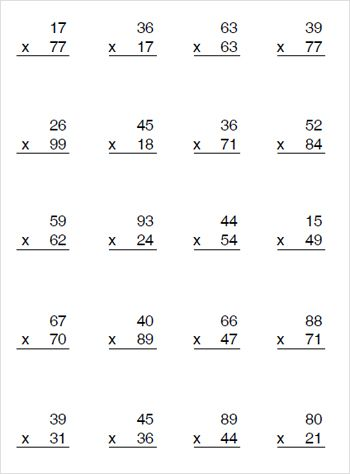 17 36 63 39
x 77 x 17 x 63 x 77
26 45 36 52
x 99 x 18 x 71 x 84
59 93 44 15
x 62 x 24 x 54 x 49
67 40 66 88
x 70 x 89 x 47 x 71
39 45 89 80
x 31 x 36 x 44 x 21